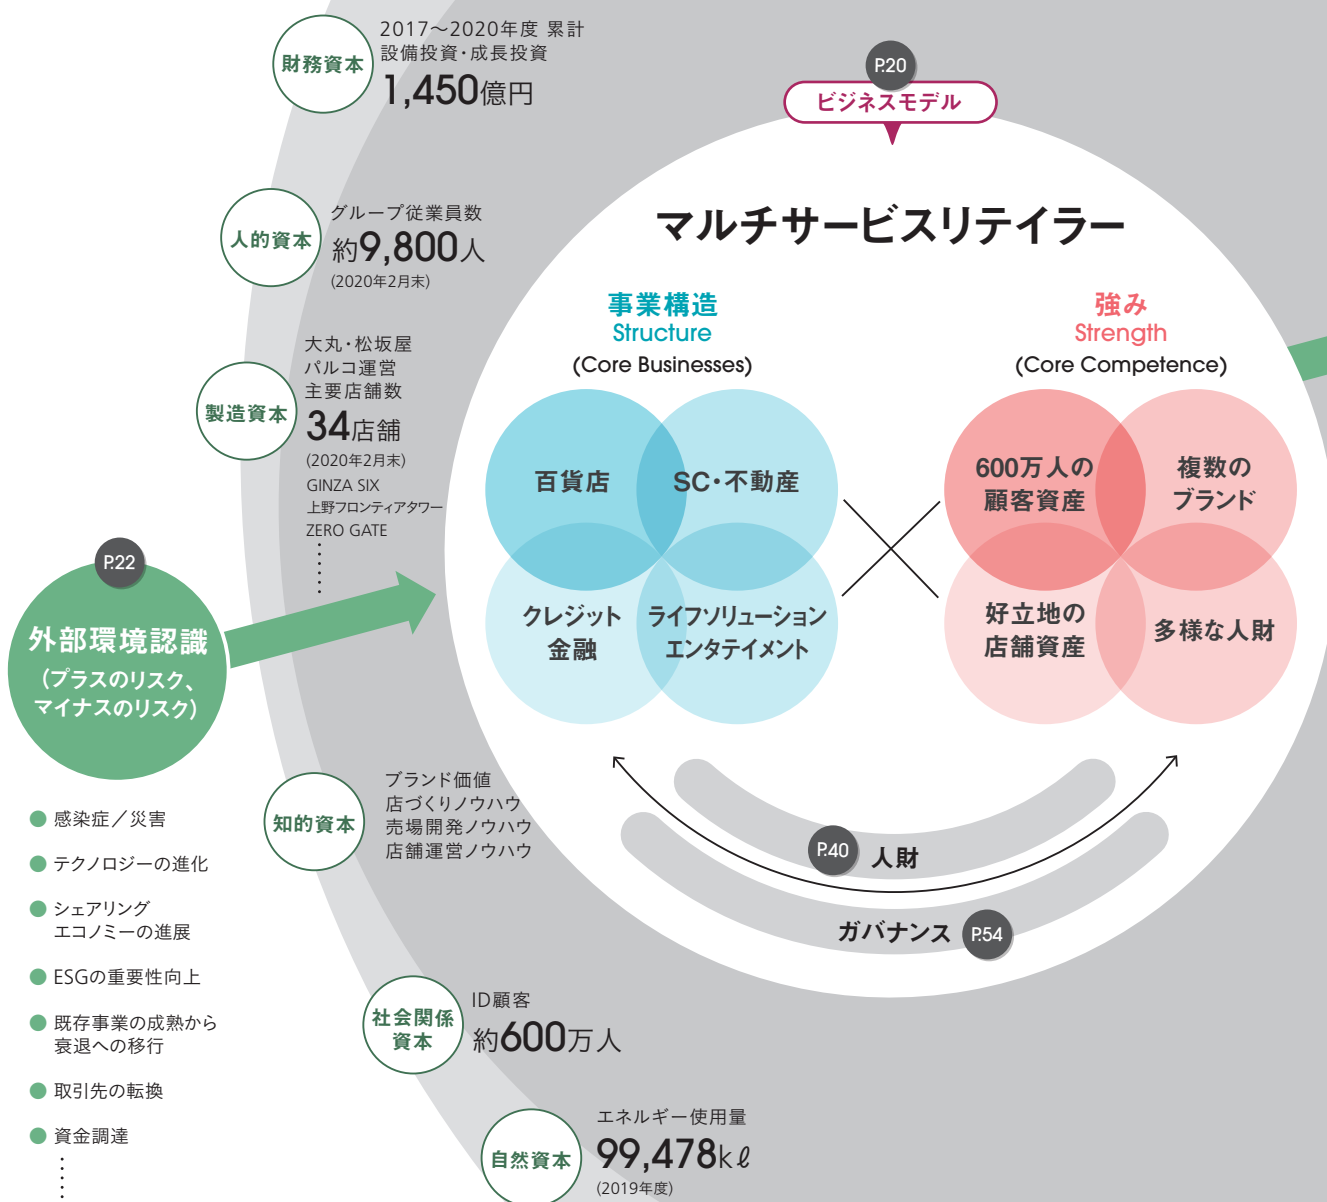 財務資本
2017〜2020年度 累計
設備投資・成長投資
1,450億円
人的資本
グループ従業員数
約9,800人
(2020年2月末)
製造資本
大丸・松坂屋
パルコ運営
主要店舗数
34店舗
(2020年2月末)
GINZA SIX
上野フロンティアタワー
ZERO GATE
P.22
外部環境認識
(プラスのリスク、
マイナスのリスク)
感染症／災害
テクノロジーの進化
シェアリング
エコノミーの進展
ESGの重要性向上
既存事業の成熟から
衰退への移行
取引先の転換
資金調達
知的資本
ブランド価値
店づくりノウハウ
売場開発ノウハウ
店舗運営ノウハウ
社会関係
資本
ID顧客
約600万人
自然資本
エネルギー使用量
99,478kℓ
(2019年度)
P.20
ビジネスモデル
マルチサービスリテイラー
事業構造
Structure
(Core Businesses)
百貨店
SC・不動産
クレジット
金融
ライフソリューション
エンタテイメント
強み
Strength
(Core Competence)
600万人の
顧客資産
複数の
ブランド
好立地の
店舗資産
多様な人財
P.40
人財
ガバナンス
P.54